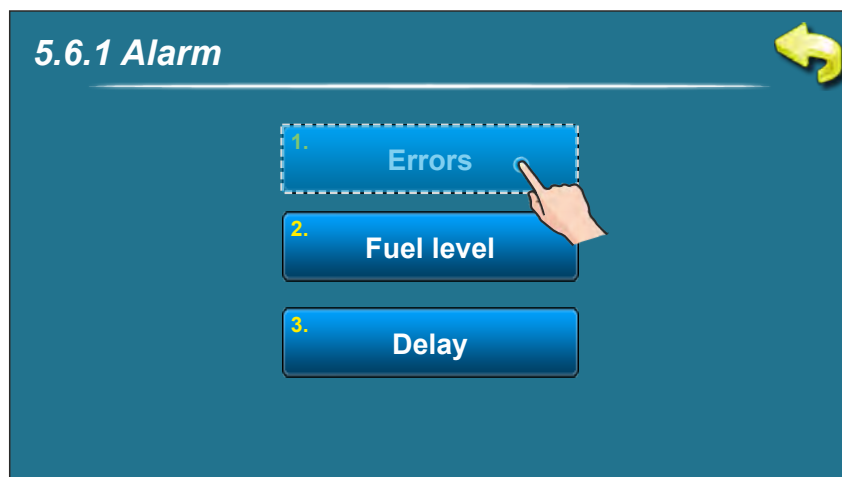 5.6.1 Alarm
1.
Errors
2.
Fuel level
3.
Delay